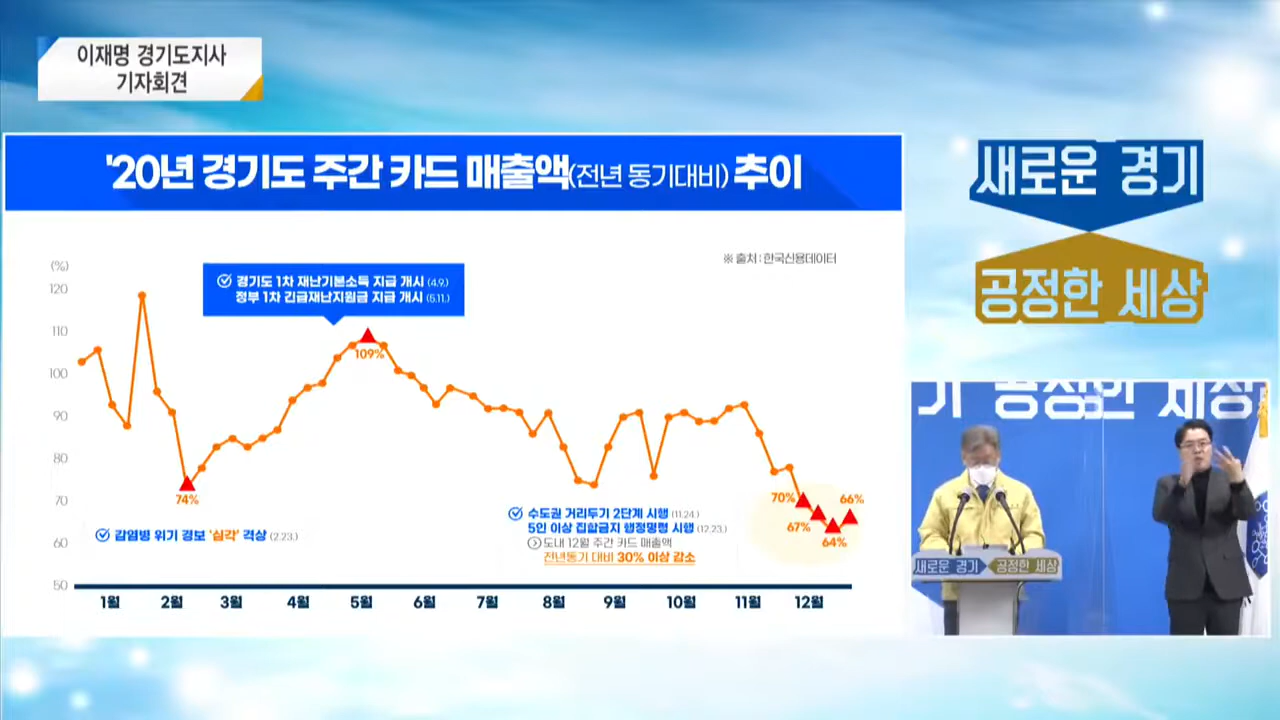 이재명 경기도지사
기자회견
'20년 경기도 주간 카드 매출액(전년 동기대비) 추이
※ 출처 : 한국신용데이터
(%)
120
110
100
90
80
70
60
50
경기도 1차 재난기본소득 지급 개시 (4.9.)
정부 1차 긴급재난지원금 지급 개시 (5.11.)
109%
74%
감염병 위기 경보 '심각' 격상 (2.23.)
수도권 거리두기 2단계 시행 (11.24.)
5인 이상 집합금지 행정명령 시행 (12.23.)
도내 12월 주간 카드 매출액
전년동기 대비 30% 이상 감소
70%
67%
64%
66%
1월 2월 3월 4월 5월 6월 7월 8월 9월 10월 11월 12월
새로운 경기
공정한 세상
기 공정한 세상
새로운 경기 공정한 세상